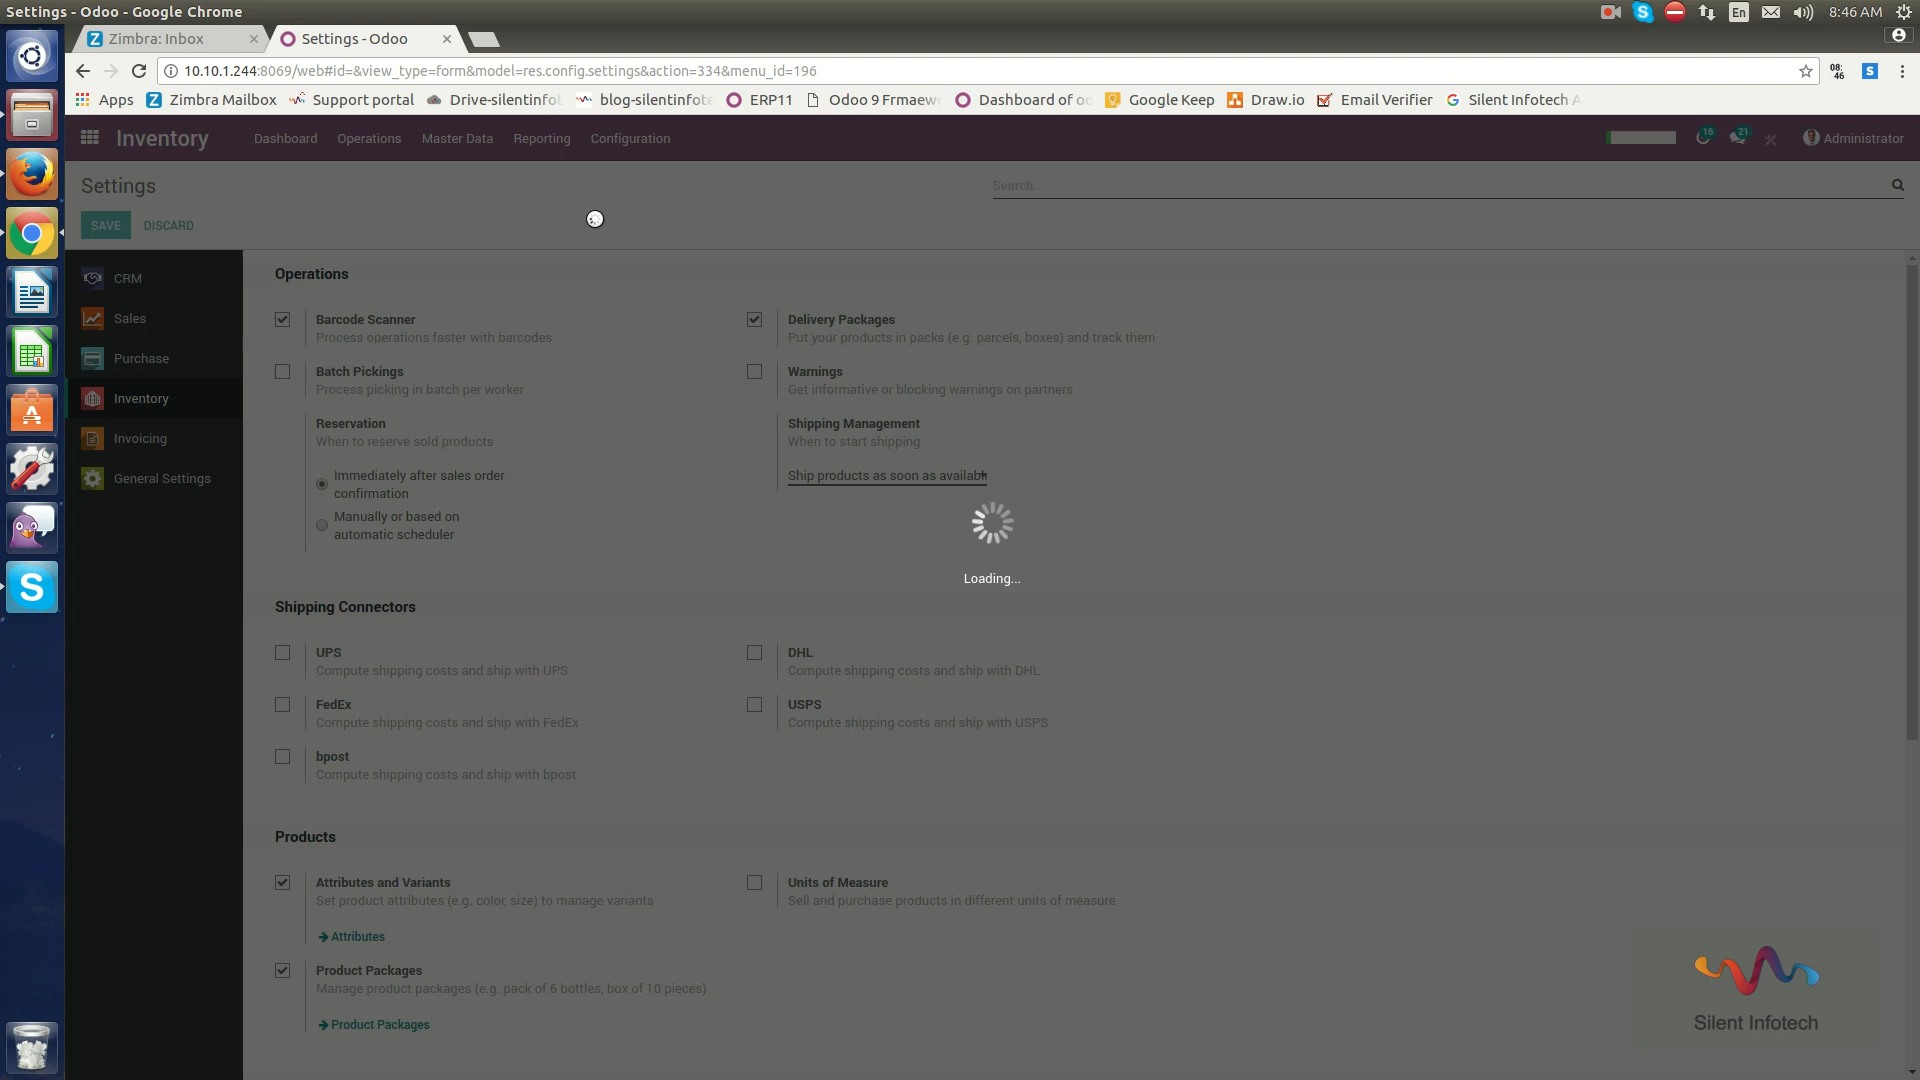 Settings - Odoo - Google Chrome
En
8:46 AM
Zimbra: Inbox
Settings - Odoo
10.10.1.244:8069/web#id=&view_type=form&model=res.config.settings&action=334&menu_id=196
08:
46
Apps
Zimbra Mailbox
Support portal
Drive-silentinfot
blog-silentinfote
ERP11
Odoo 9 Frmaew
Dashboard of od
Google Keep
Draw.io
Email Verifier
Silent Infotech A
Inventory
Dashboard
Operations
Master Data
Reporting
Configuration
16
21
Administrator
Settings
Search...
SAVE
DISCARD
CRM
Sales
Purchase
Inventory
Invoicing
General Settings
Operations
Barcode Scanner
Process operations faster with barcodes
Delivery Packages
Put your products in packs (e.g. parcels, boxes) and track them
Batch Pickings
Process picking in batch per worker
Warnings
Get informative or blocking warnings on partners
Reservation
When to reserve sold products
Immediately after sales order
confirmation
Manually or based on
automatic scheduler
Shipping Management
When to start shipping
Ship products as soon as availab
Loading...
Shipping Connectors
UPS
Compute shipping costs and ship with UPS
DHL
Compute shipping costs and ship with DHL
FedEx
Compute shipping costs and ship with FedEx
USPS
Compute shipping costs and ship with USPS
bpost
Compute shipping costs and ship with bpost
Products
Attributes and Variants
Set product attributes (e.g. color, size) to manage variants
Attributes
Units of Measure
Sell and purchase products in different units of measure
Product Packages
Manage product packages (e.g. pack of 6 bottles, box of 10 pieces)
Product Packages
Silent Infotech